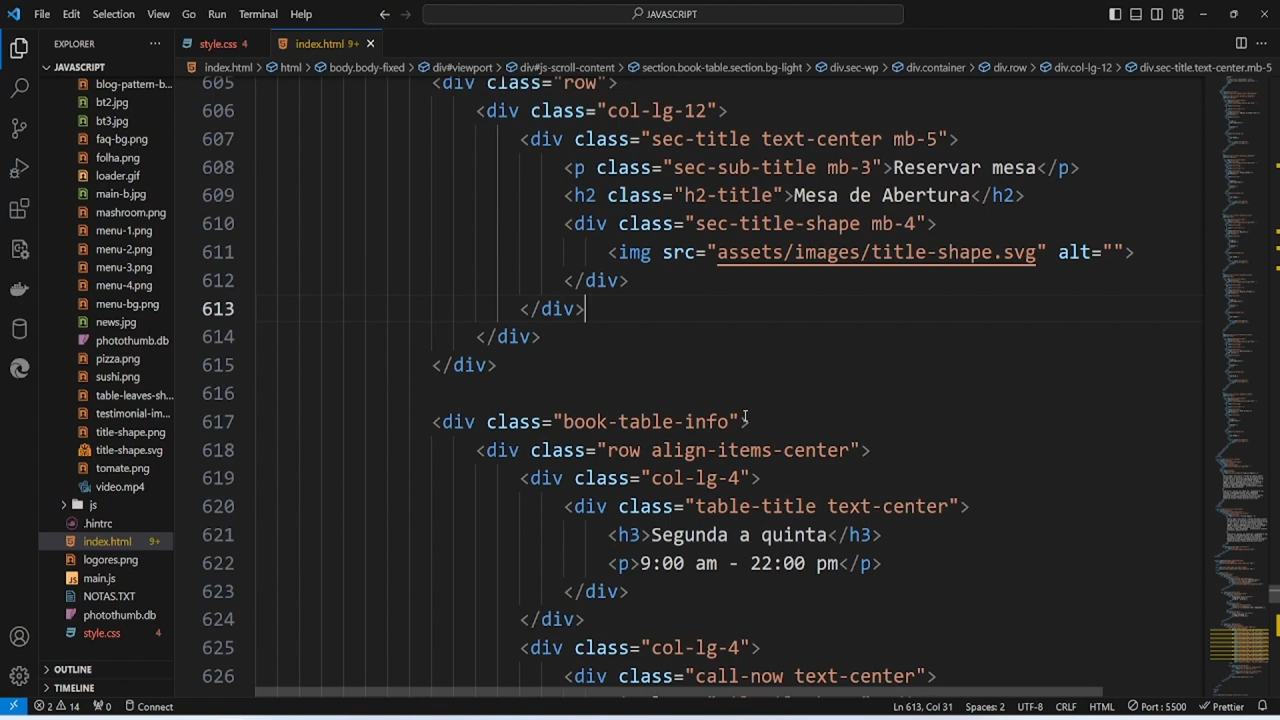 File Edit Selection View Go Run Terminal Help
JAVASCRIPT
EXPLORER
JAVASCRIPT
blog-pattern-b...
bt2.jpg
bt3.jpg
faq-bg.png
folha.png
loader.gif
main-b.jpg
mashroom.png
menu-1.png
menu-2.png
menu-3.png
menu-4.png
menu-bg.png
news.jpg
photothumb.db
pizza.png
sushi.png
table-leaves-sh...
testimonial-im...
title-shape.png
title-shape.svg
tomate.png
video.mp4
js
.hintrc
index.html 9+
logores.png
main.js
NOTAS.TXT
photothumb.db
style.css 4
OUTLINE
TIMELINE
style.css 4 index.html 9+
index.html > html > body.body-fixed > div#viewport > div#js-scroll-content > section.book-table.section.bg-light > div.sec-wp > div.container > div.row > div.col-lg-12 > div.sec-title.text-center.mb-5
605 <div class="row">
606 <div class="col-lg-12">
607 <div class="sec-title text-center mb-5">
608 <p class="sec-sub-title mb-3">Reservar mesa</p>
609 <h2 class="h2-title">Mesa de Abertura </h2>
610 <div class="sec-title-shape mb-4">
611 <img src="assets/images/title-shape.svg" alt="">
612 </div>
613 </div>
614 </div>
615 </div>
616
617 <div class="book-table-info">
618 <div class="row align-items-center">
619 <div class="col-lg-4">
620 <div class="table-title text-center">
621 <h3>Segunda a quinta</h3>
622 <p>9:00 am - 22:00 pm</p>
623 </div>
624 </div>
625 <div class="col-lg-4">
626 <div class="call-now text-center">
2 14 0 Connect Ln 613, Col 31 Spaces: 2 UTF-8 CRLF HTML Port : 5500 Prettier